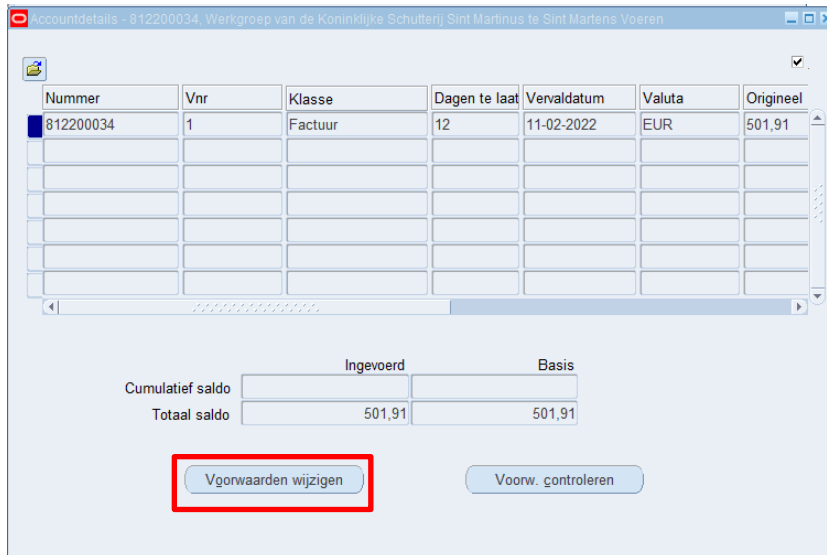 Accountdetails - 812200034, Werkgroep van de Koninklijke Schutterij Sint Martinus te Sint Martens Voeren
Nummer Vnr Klasse Dagen te laat Vervaldatum Valuta Origineel
812200034 1 Factuur 12 11-02-2022 EUR 501,91
Ingevoerd Basis
Cumulatief saldo
Totaal saldo 501,91 501,91
Voorwaarden wijzigen Voorw. controleren